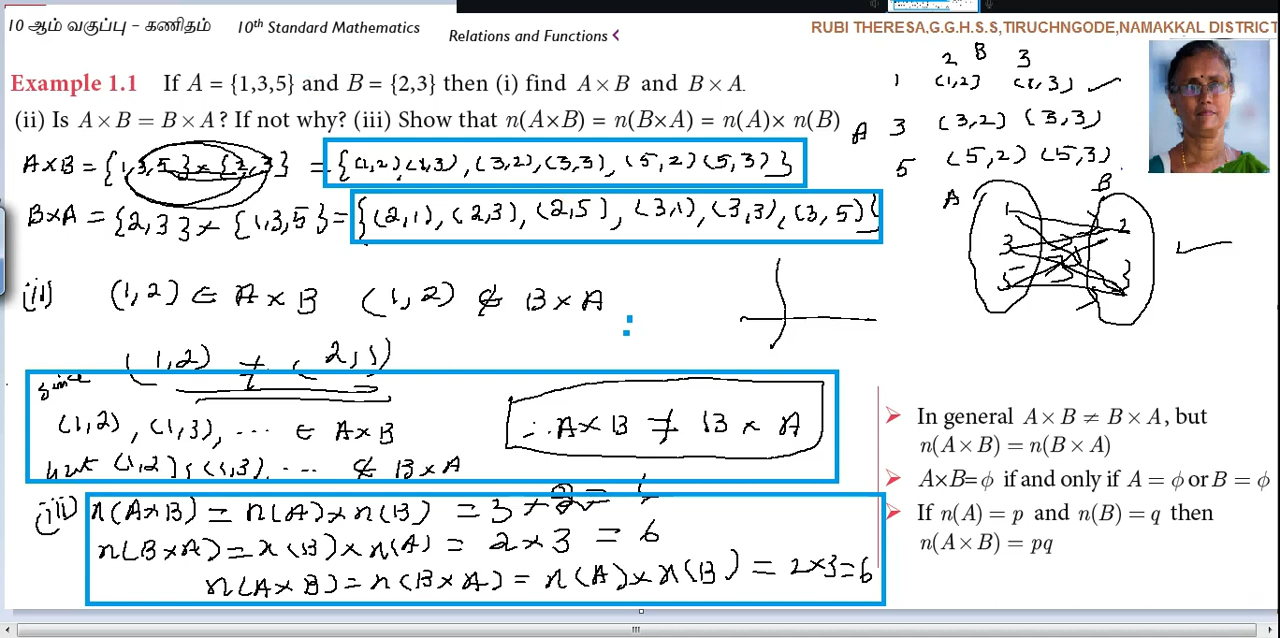 10 ஆம் வகுப்பு – கணிதம்   10th Standard Mathematics
Relations and Functions <
RUBI THERESA,G.G.H.S.S,TIRUCHNGODE,NAMAKKAL DISTRICT
Example 1.1 If A = {1,3,5} and B = {2,3} then (i) find A×B and B×A.
(ii) Is A×B = B×A? If not why? (iii) Show that n(A×B) = n(B×A) = n(A)× n(B)
A×B = {1,3,5} × {2,3} = {(1,2) (1,3), (3,2), (3,3), (5,2) (5,3)}
B×A = {2,3} × {1,3,5} = {(2,1), (2,3), (2,5), (3,1), (3,3), (3,5)}
2 B 3
1 (1,2) (1,3) ✓
A 3 (3,2) (3,3)
5 (5,2) (5,3)
A B
1 2
3 3
5
(ii) (1,2) ∈ A×B (1,2) ∉ B×A
(1,2) ≠ (2,1)
since
(1,2), (1,3), ... ∈ A×B
but (1,2), (1,3), ... ∉ B×A
∴ A×B ≠ B×A
(iii) n(A×B) = n(A)×n(B) = 3×2 = 6
n(B×A) = n(B)×n(A) = 2×3 = 6
n(A×B) = n(B×A) = n(A)×n(B) = 2×3=6
➤ In general A×B ≠ B×A, but
n(A×B) = n(B×A)
➤ A×B=ϕ if and only if A = ϕ or B = ϕ
➤ If n(A) = p and n(B) = q then
n(A×B) = pq